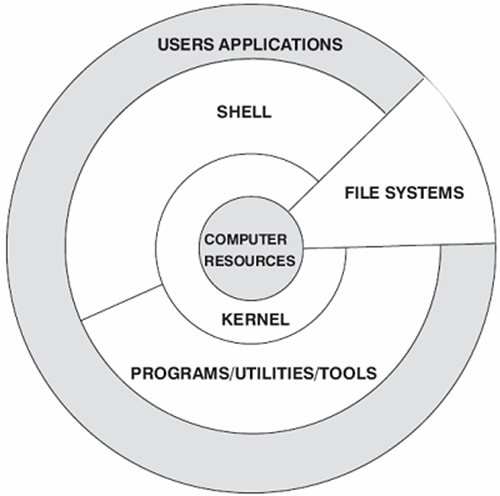 USERS APPLICATIONS
SHELL
FILE SYSTEMS
COMPUTER
RESOURCES
KERNEL
PROGRAMS/UTILITIES/TOOLS